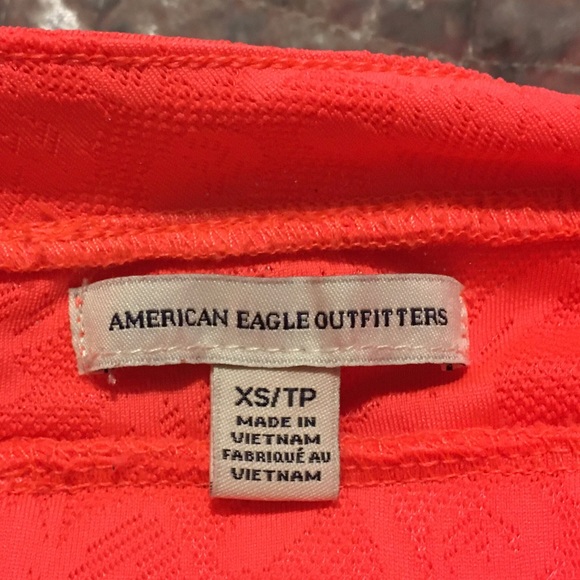 AMERICAN EAGLE OUTFITTERS
XS/TP
MADE IN
VIETNAM
FABRIQUÉ AU
VIETNAM